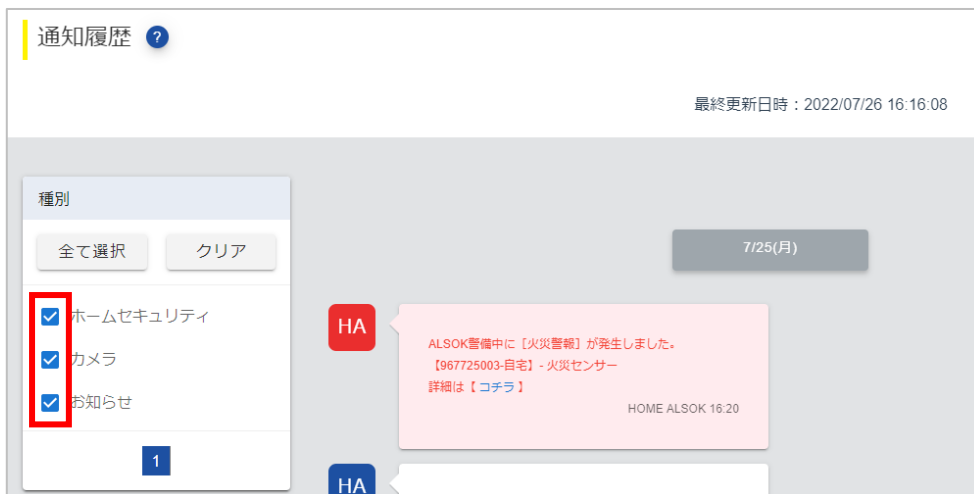 通知履歴 ?
最終更新日時：2022/07/26 16:16:08
種別
全て選択 クリア
ホームセキュリティ
カメラ
お知らせ
1
7/25(月)
HA
ALSOK警備中に［火災警報］が発生しました。
【967725003-自宅】- 火災センサー
詳細は【 コチラ 】
HOME ALSOK 16:20
HA